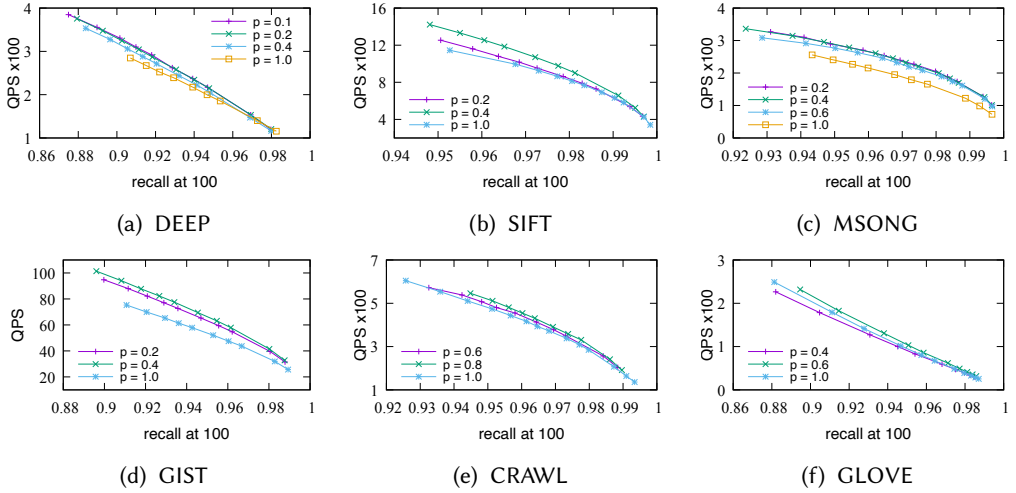 4
3
2
1
QPS x100
0.86 0.88 0.9 0.92 0.94 0.96 0.98 1
recall at 100
p = 0.1
p = 0.2
p = 0.4
p = 1.0
(a) DEEP
16
12
8
4
QPS x100
0.94 0.95 0.96 0.97 0.98 0.99 1
recall at 100
p = 0.2
p = 0.4
p = 1.0
(b) SIFT
4
3
2
1
0
QPS x100
0.92 0.93 0.94 0.95 0.96 0.97 0.98 0.99 1
recall at 100
p = 0.2
p = 0.4
p = 0.6
p = 1.0
(c) MSONG
100
80
60
40
20
QPS
0.88 0.9 0.92 0.94 0.96 0.98 1
recall at 100
p = 0.2
p = 0.4
p = 1.0
(d) GIST
7
5
3
1
QPS x100
0.92 0.93 0.94 0.95 0.96 0.97 0.98 0.99 1
recall at 100
p = 0.6
p = 0.8
p = 1.0
(e) CRAWL
3
2
1
0
QPS x100
0.86 0.88 0.9 0.92 0.94 0.96 0.98 1
recall at 100
p = 0.4
p = 0.6
p = 1.0
(f) GLOVE